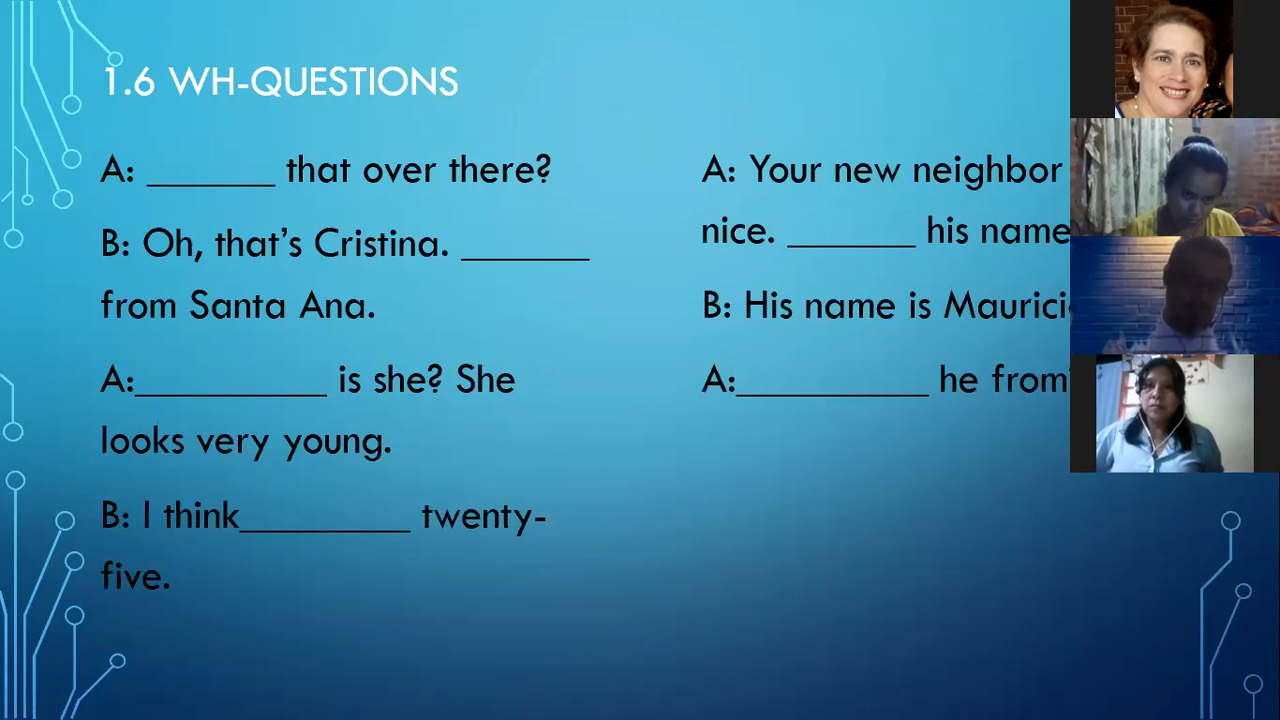 1.6 WH-QUESTIONS
A: _______ that over there?
B: Oh, that's Cristina. _______
from Santa Ana.
A:__________ is she? She
looks very young.
B: I think_________ twenty-
five.
A: Your new neighbor
nice. _______ his name
B: His name is
A:__________ he from